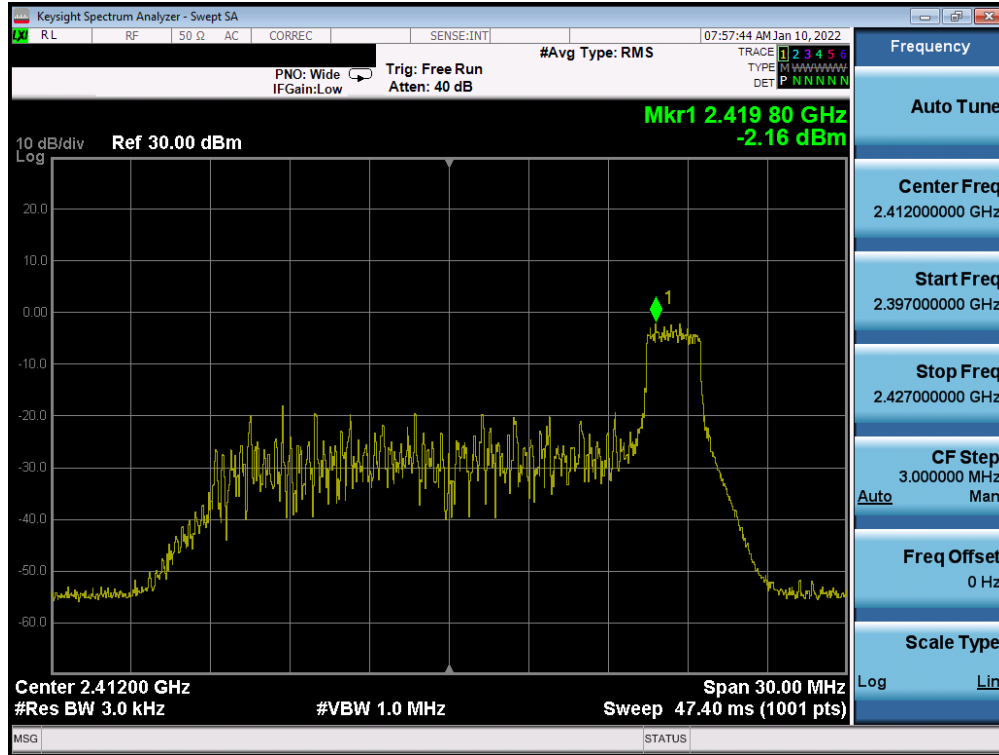 Keysight Spectrum Analyzer - Swept SA
LXI RL RF 50 Ω AC CORREC SENSE:INT 07:57:44 AM Jan 10, 2022
#Avg Type: RMS
TRACE 1 2 3 4 5 6
TYPE M W W W W W
DET P N N N N N
PNO: Wide
IFGain:Low
Trig: Free Run
Atten: 40 dB
Mkr1 2.419 80 GHz
-2.16 dBm
10 dB/div Ref 30.00 dBm
Log
20.0
10.0
0.00
-10.0
-20.0
-30.0
-40.0
-50.0
-60.0
1
Center 2.41200 GHz Span 30.00 MHz
#Res BW 3.0 kHz #VBW 1.0 MHz Sweep 47.40 ms (1001 pts)
MSG STATUS
Frequency
Auto Tune
Center Freq
2.412000000 GHz
Start Freq
2.397000000 GHz
Stop Freq
2.427000000 GHz
CF Step
3.000000 MHz
Auto Man
Freq Offset
0 Hz
Scale Type
Log Lin